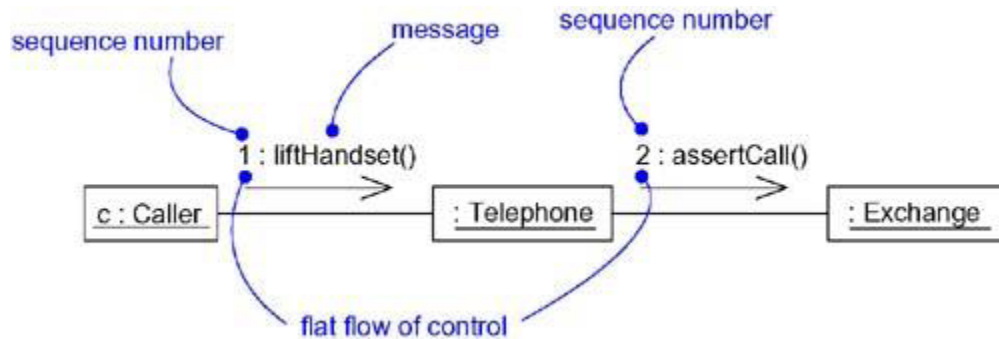 sequence number
message
sequence number
1 : liftHandset()
2 : assertCall()
c : Caller
: Telephone
: Exchange
flat flow of control